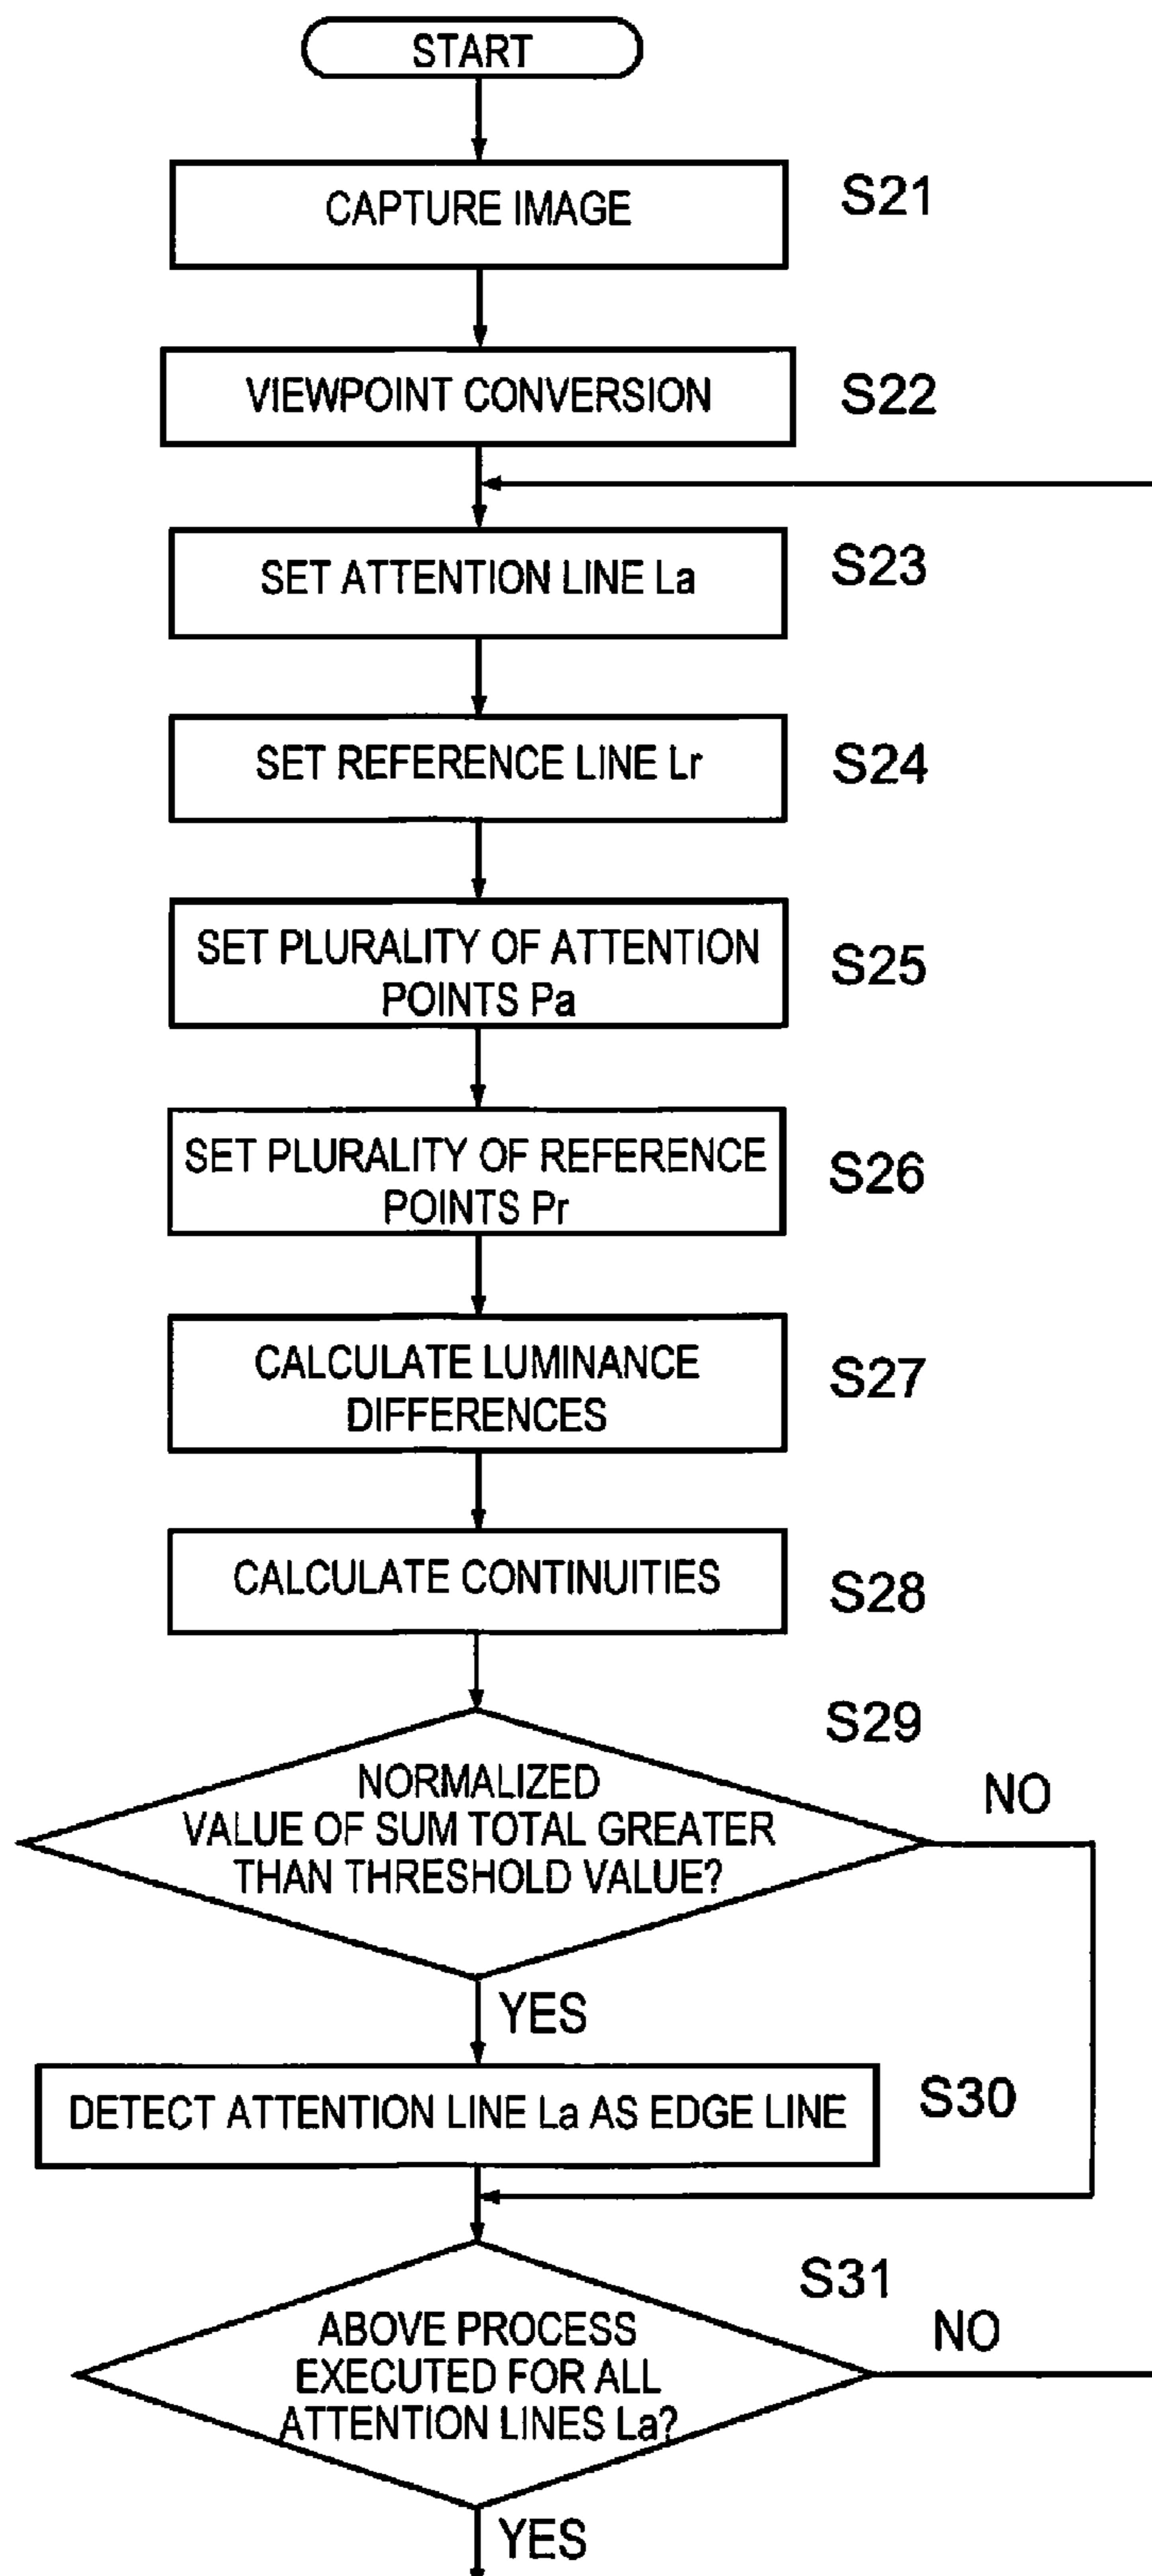 START
CAPTURE IMAGE
S21
VIEWPOINT CONVERSION
S22
SET ATTENTION LINE La
S23
SET REFERENCE LINE Lr
S24
SET PLURALITY OF ATTENTION
POINTS Pa
S25
SET PLURALITY OF REFERENCE
POINTS Pr
S26
CALCULATE LUMINANCE
DIFFERENCES
S27
CALCULATE CONTINUITIES
S28
S29
NORMALIZED
VALUE OF SUM TOTAL GREATER
THAN THRESHOLD VALUE?
NO
YES
DETECT ATTENTION LINE La AS EDGE LINE
S30
S31
ABOVE PROCESS
EXECUTED FOR ALL
ATTENTION LINES La?
NO
YES